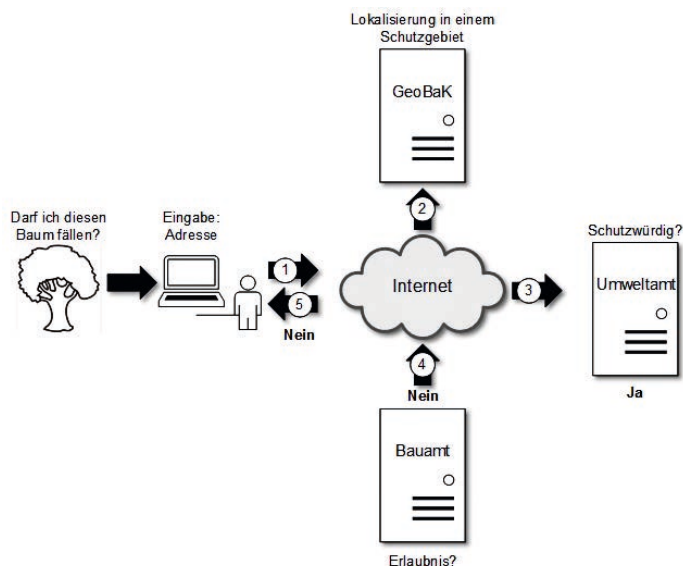 Lokalisierung in einem
Schutzgebiet
GeoBaK
2
Darf ich diesen
Baum fällen?
Eingabe:
Adresse
1
5
Nein
Internet
3
Schutzwürdig?
Umweltamt
Ja
4
Nein
Bauamt
Erlaubnis?